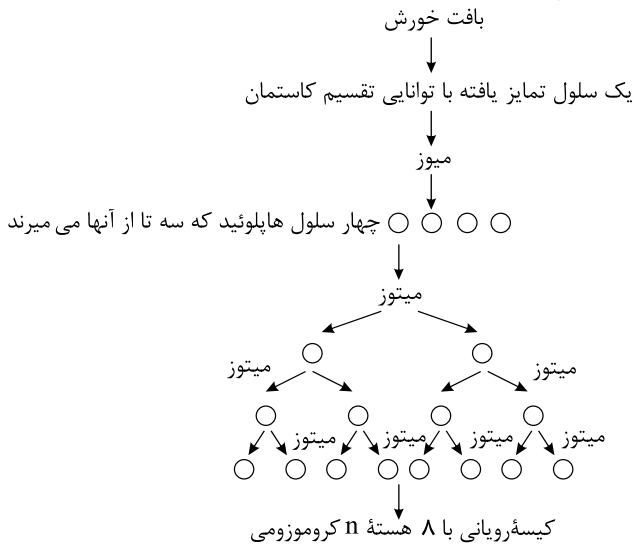 بافت خورش
یک سلول تمایز یافته با توانایی تقسیم کاستمان
میوز
چهار سلول هاپلوئید که سه تا از آنها می میرند
میتوز
میتوز میتوز
میتوز میتوز میتوز میتوز
کیسهٔ رویانی با ۸ هستهٔ n کروموزومی